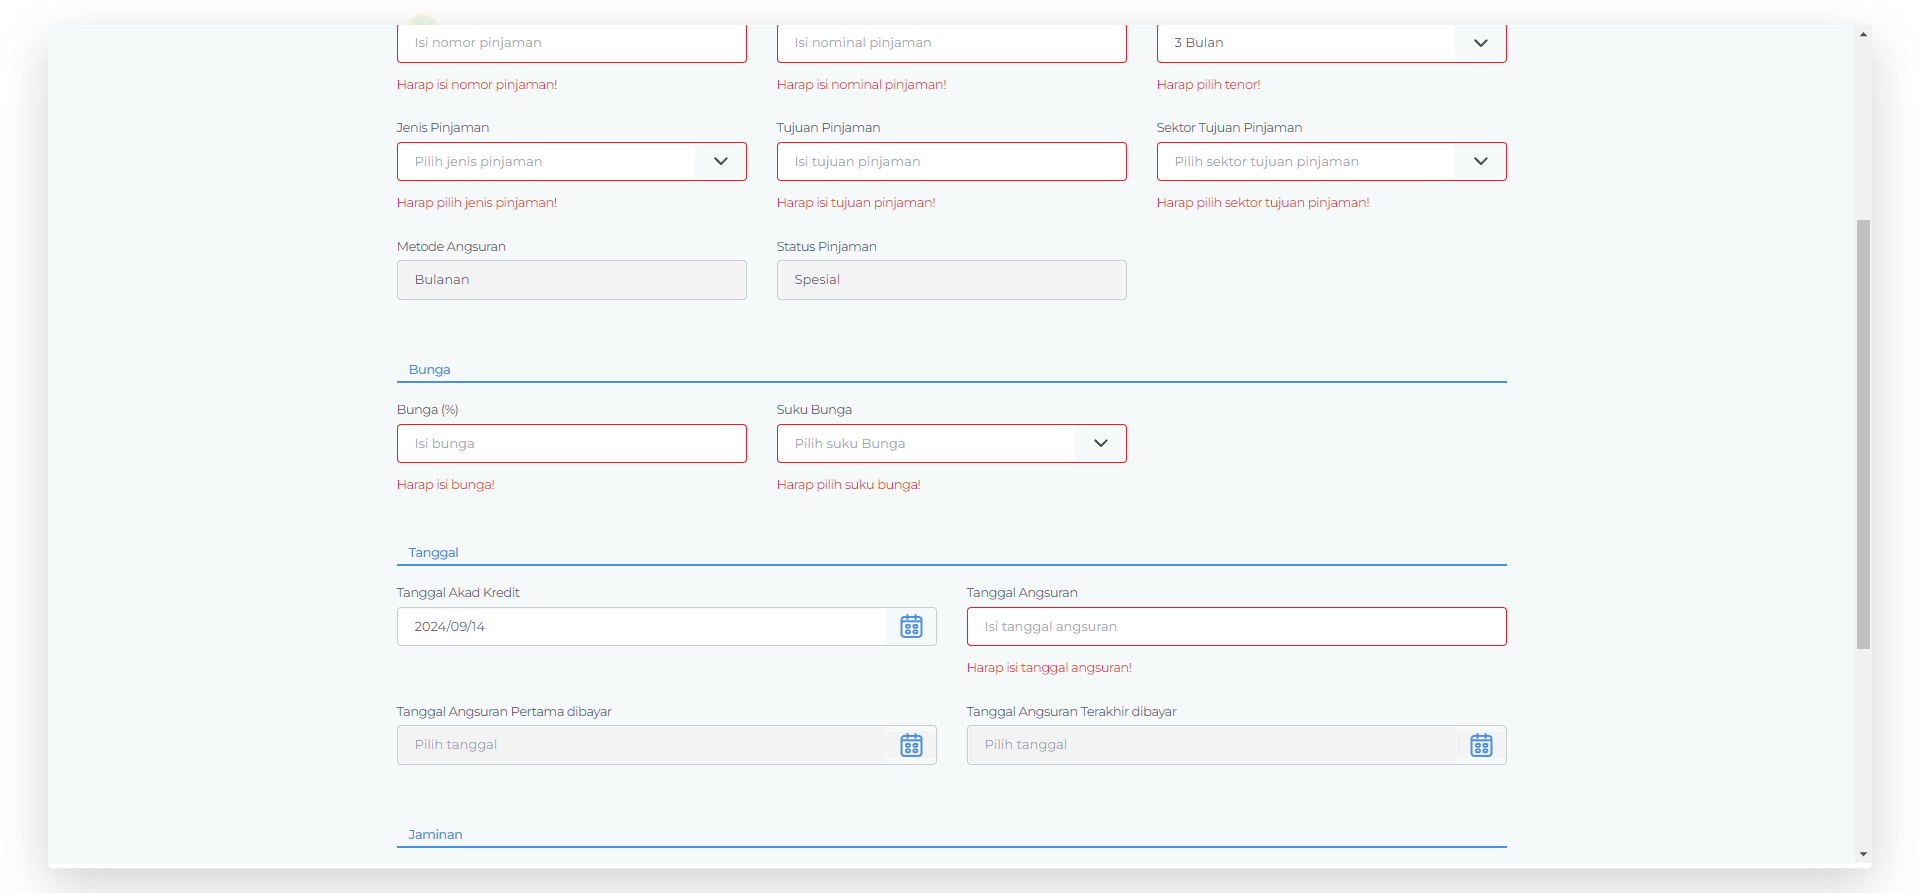 Isi nomor pinjaman Isi nominal pinjaman 3 Bulan
Harap isi nomor pinjaman! Harap isi nominal pinjaman! Harap pilih tenor!
Jenis Pinjaman Tujuan Pinjaman Sektor Tujuan Pinjaman
Pilih jenis pinjaman Isi tujuan pinjaman Pilih sektor tujuan pinjaman
Harap pilih jenis pinjaman! Harap isi tujuan pinjaman! Harap pilih sektor tujuan pinjaman!
Metode Angsuran Status Pinjaman
Bulanan Spesial
Bunga
Bunga (%) Suku Bunga
Isi bunga Pilih suku Bunga
Harap isi bunga! Harap pilih suku bunga!
Tanggal
Tanggal Akad Kredit Tanggal Angsuran
2024/09/14 Isi tanggal angsuran
Harap isi tanggal angsuran!
Tanggal Angsuran Pertama dibayar Tanggal Angsuran Terakhir dibayar
Pilih tanggal Pilih tanggal
Jaminan